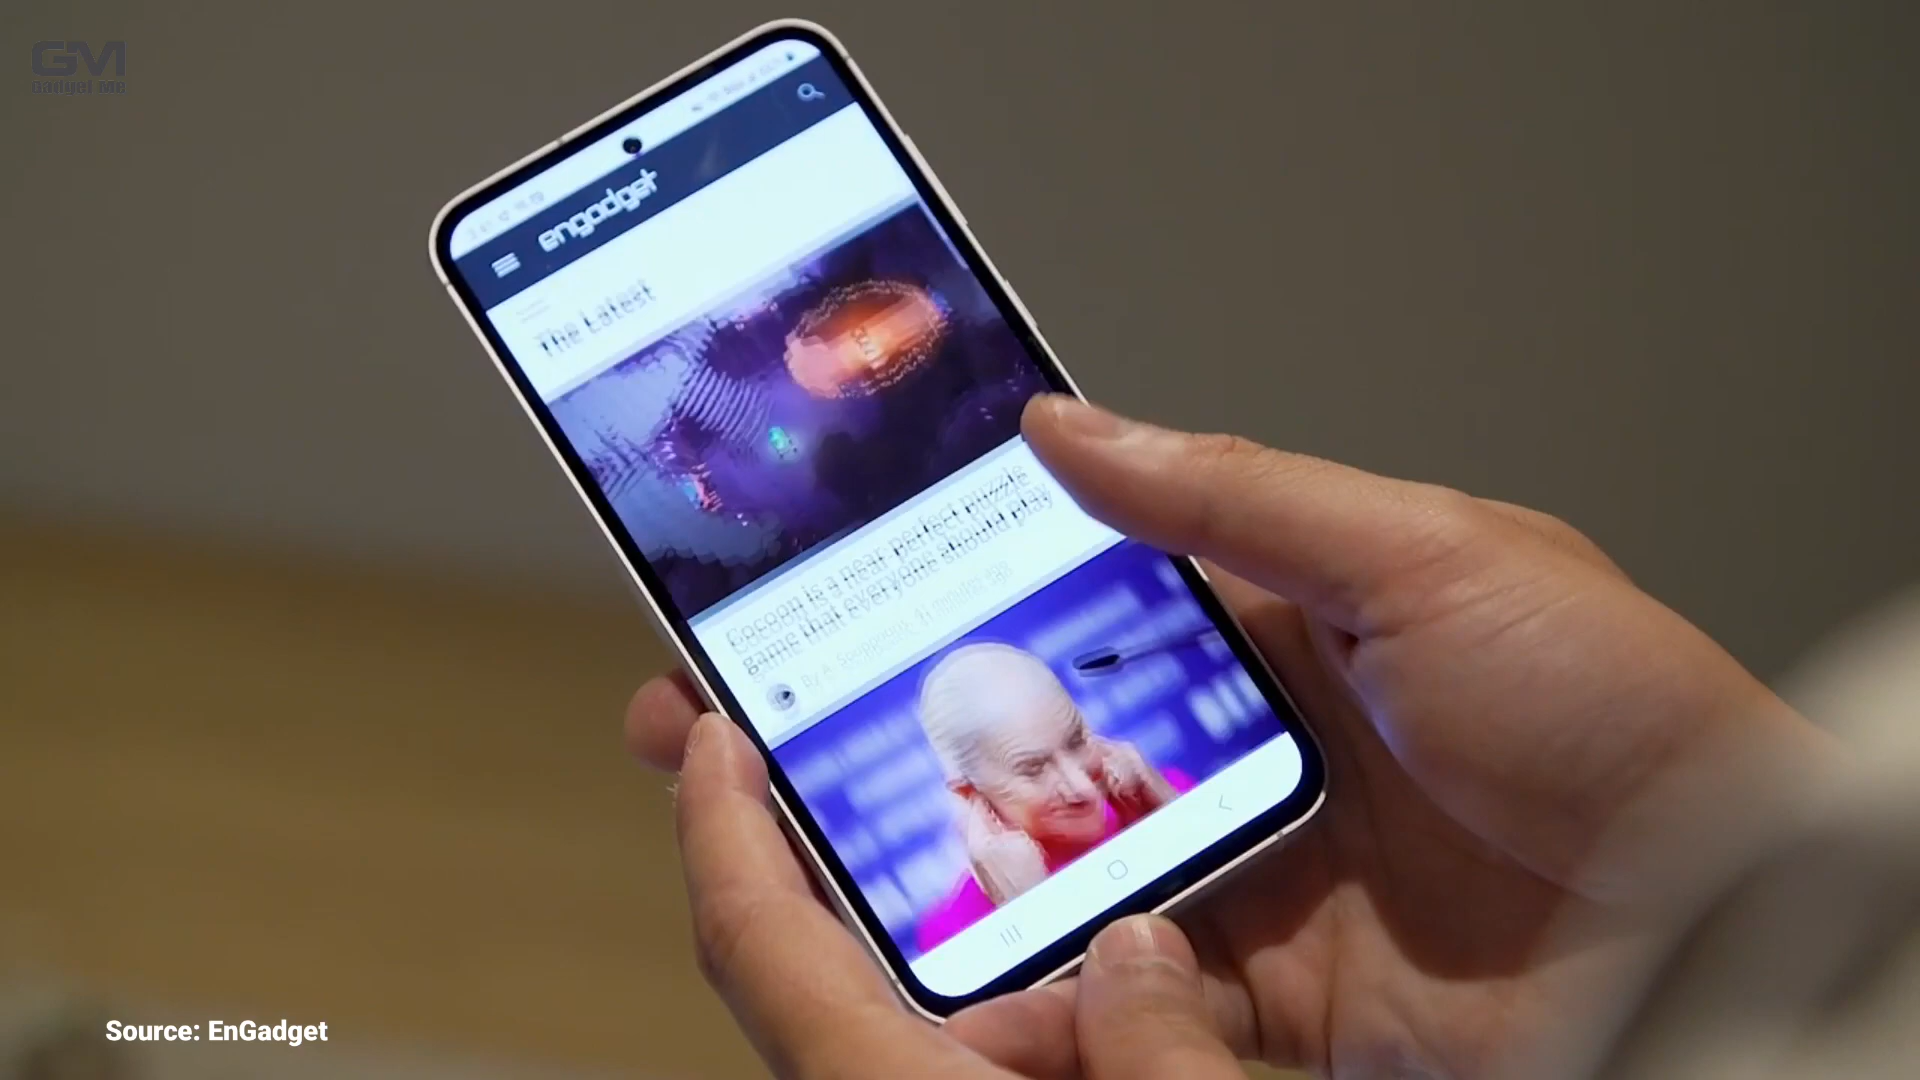 GM
Gadget Me
engadget
The Latest
Cocoon is a near perfect puzzle
game that everyone should play
Source: EnGadget